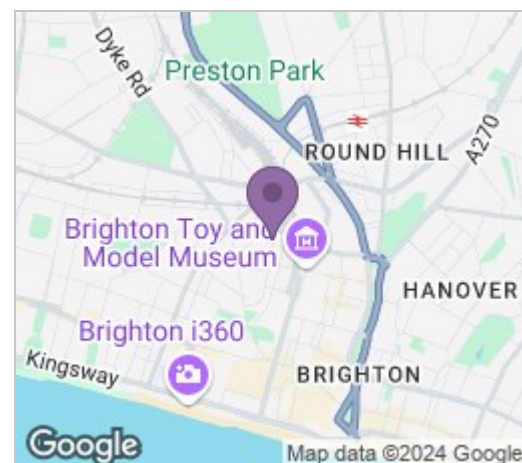 Dyke Rd
Preston Park
ROUND HILL
A270
Brighton Toy and
Model Museum
HANOVER
Brighton i360
Kingsway
BRIGHTON
Google
Map data ©2024 Google